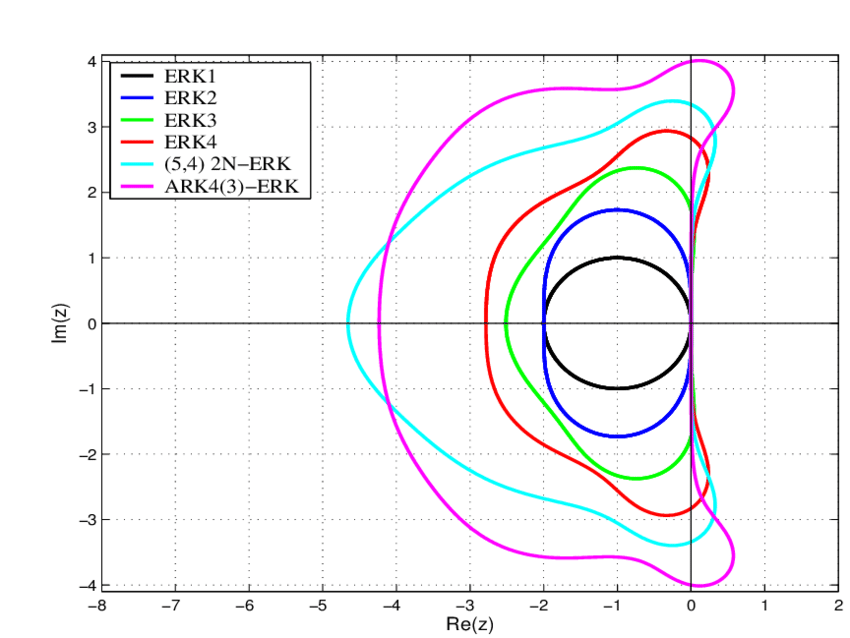 4
3
2
1
0
−1
−2
−3
−4
Im(z)
ERK1
ERK2
ERK3
ERK4
(5,4) 2N−ERK
ARK4(3)−ERK
−8 −7 −6 −5 −4 −3 −2 −1 0 1 2
Re(z)